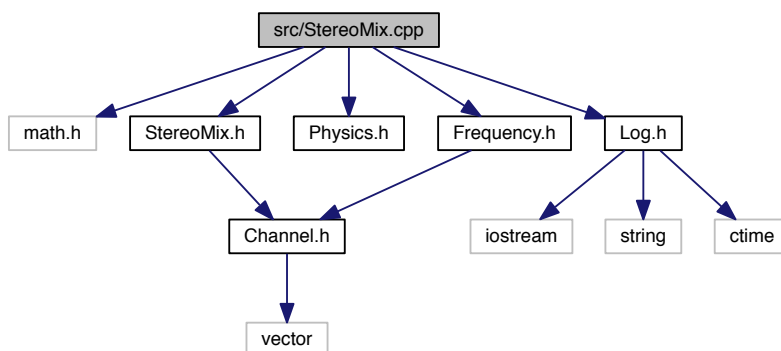 src/StereoMix.cpp
math.h
StereoMix.h
Physics.h
Frequency.h
Log.h
Channel.h
iostream
string
ctime
vector